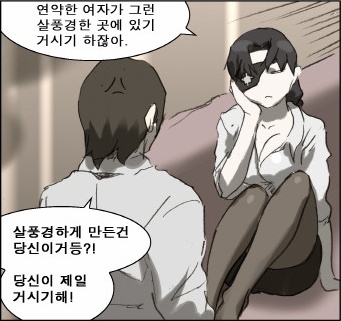 연약한 여자가 그런
살풍경한 곳에 있기
거시기 하잖아.
살풍경하게 만든건
당신이거등?!
당신이 제일
거시기해!